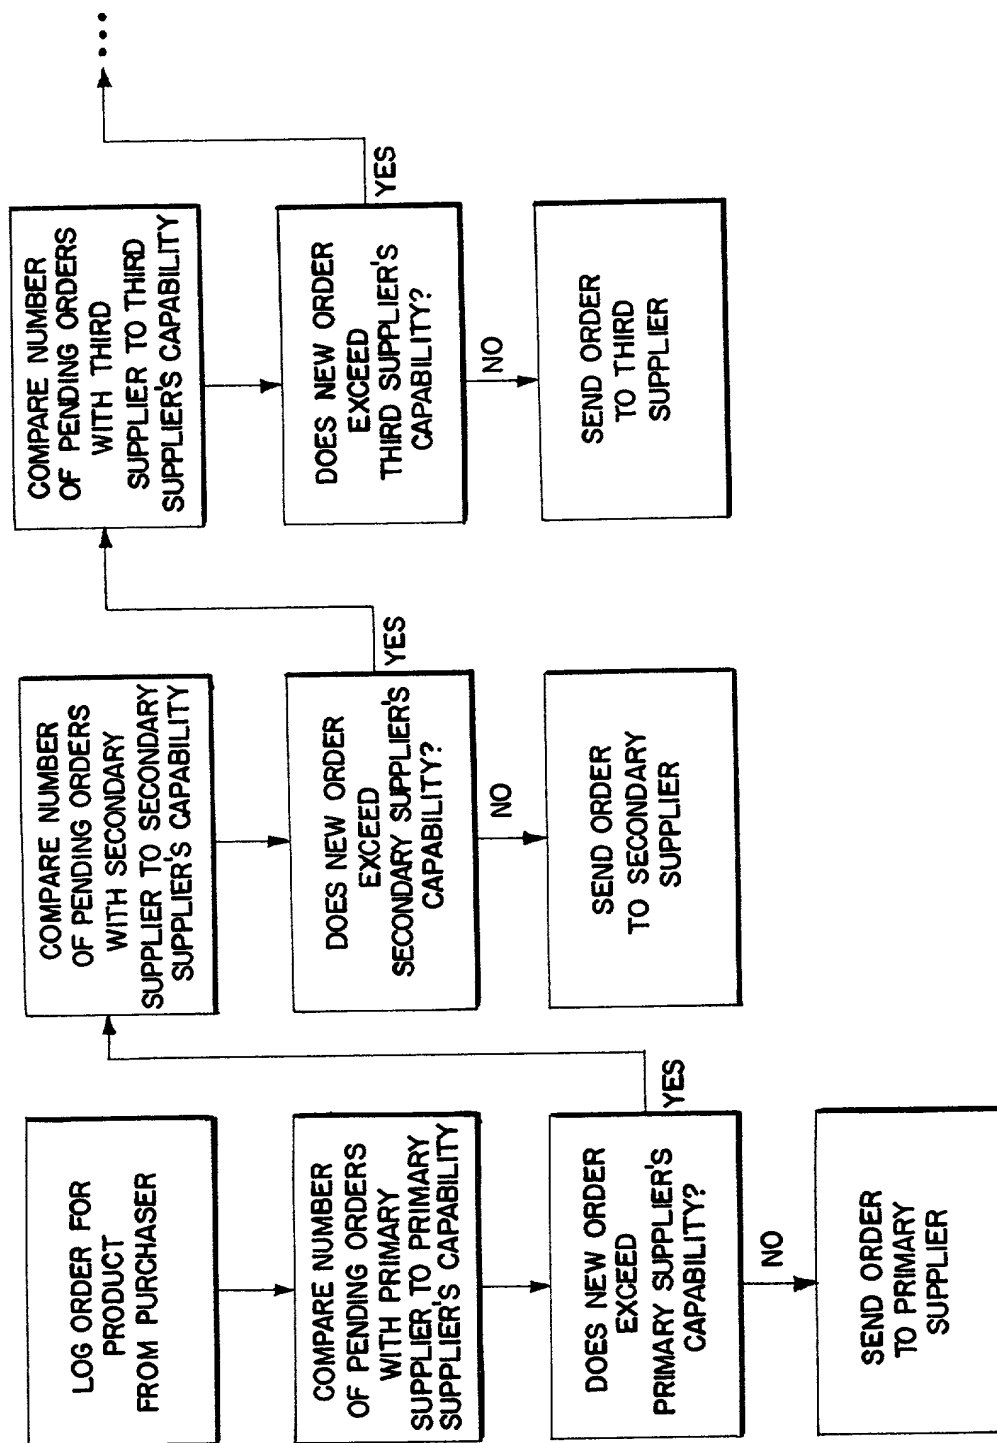 LOG ORDER FOR
PRODUCT
FROM PURCHASER
COMPARE NUMBER
OF PENDING ORDERS
WITH PRIMARY
SUPPLIER TO PRIMARY
SUPPLIER'S CAPABILITY
DOES NEW ORDER
EXCEED
PRIMARY SUPPLIER'S
CAPABILITY?
YES
NO
SEND ORDER
TO PRIMARY
SUPPLIER
COMPARE NUMBER
OF PENDING ORDERS
WITH SECONDARY
SUPPLIER TO SECONDARY
SUPPLIER'S CAPABILITY
DOES NEW ORDER
EXCEED
SECONDARY SUPPLIER'S
CAPABILITY?
YES
NO
SEND ORDER
TO SECONDARY
SUPPLIER
COMPARE NUMBER
OF PENDING ORDERS
WITH THIRD
SUPPLIER TO THIRD
SUPPLIER'S CAPABILITY
DOES NEW ORDER
EXCEED
THIRD SUPPLIER'S
CAPABILITY?
YES
NO
SEND ORDER
TO THIRD
SUPPLIER
...